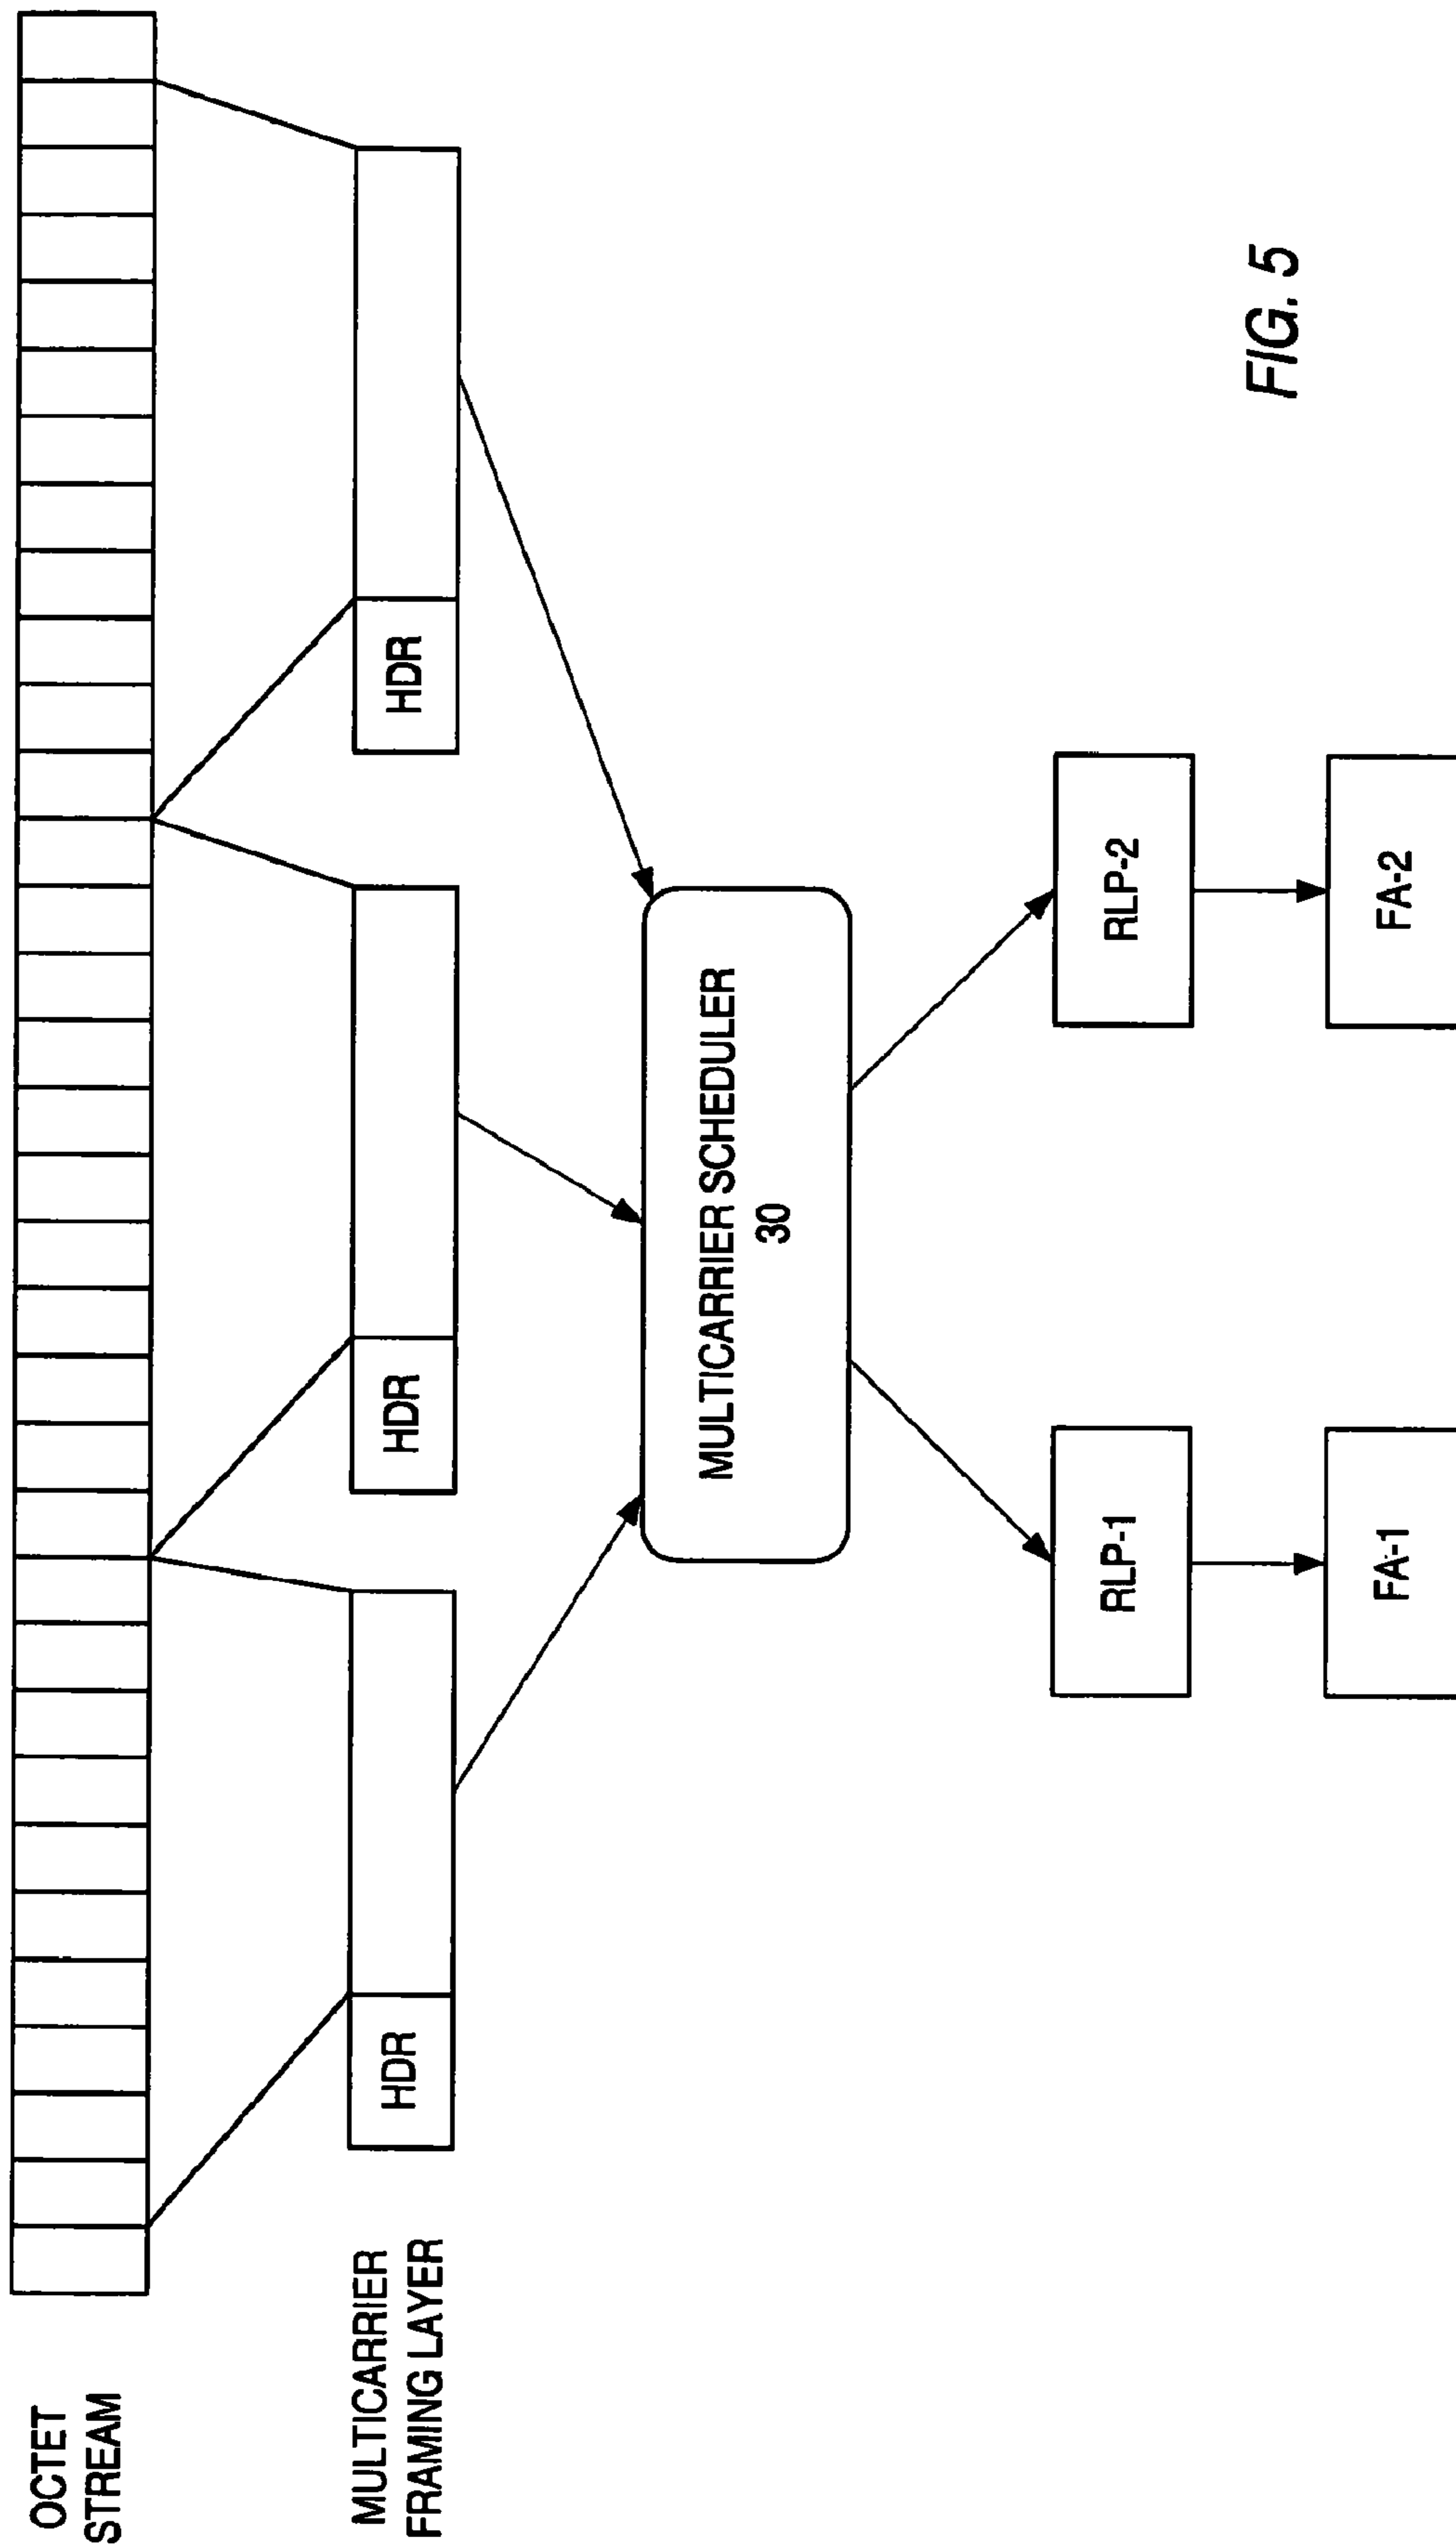 OCTET
STREAM
MULTICARRIER
FRAMING LAYER
HDR
HDR
HDR
MULTICARRIER SCHEDULER
30
RLP-1
RLP-2
FA-1
FA-2
FIG. 5